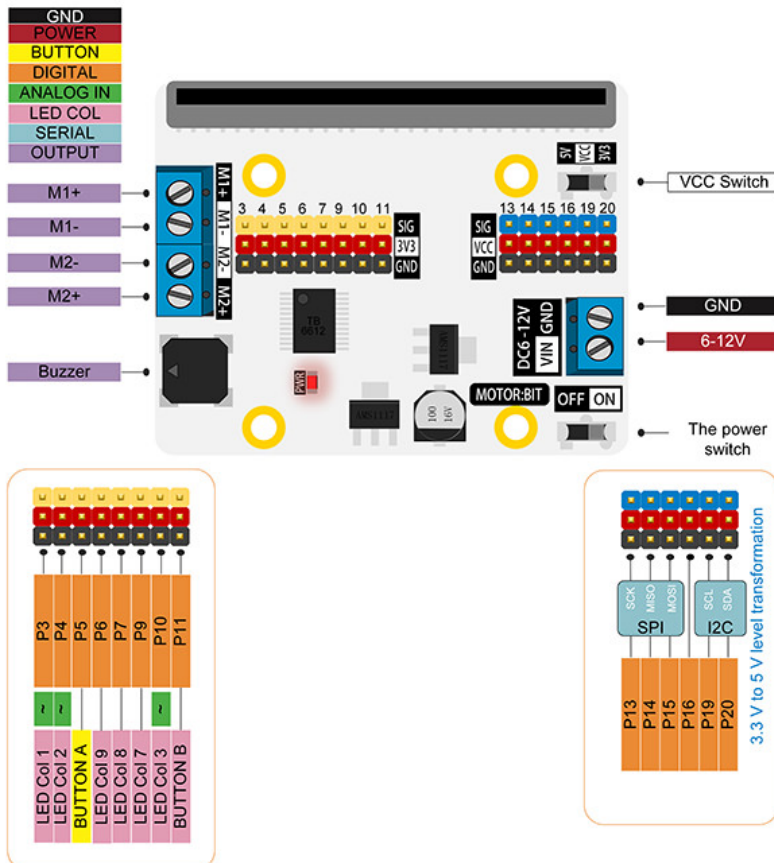 GND
POWER
BUTTON
DIGITAL
ANALOG IN
LED COL
SERIAL
OUTPUT
M1+
M1-
M2-
M2+
Buzzer
M1+
M1-
M2-
M2+
3 4 5 6 7 9 10 11
SIG
3V3
GND
5V
VCC
3V3
13 14 15 16 19 20
SIG
VCC
GND
VCC Switch
TB
6612
PWR
AMS1117
AMS1117
100
16V
DC6-12V
VIN GND
MOTOR:BIT
OFF ON
GND
6-12V
The power
switch
P3
P4
P5
P6
P7
P9
P10
P11
~
~
~
LED Col 1
LED Col 2
BUTTON A
LED Col 9
LED Col 8
LED Col 7
LED Col 3
BUTTON B
SCK
MISO
MOSI
SCL
SDA
SPI
I2C
P13
P14
P15
P16
P19
P20
3.3 V to 5 V level transformation